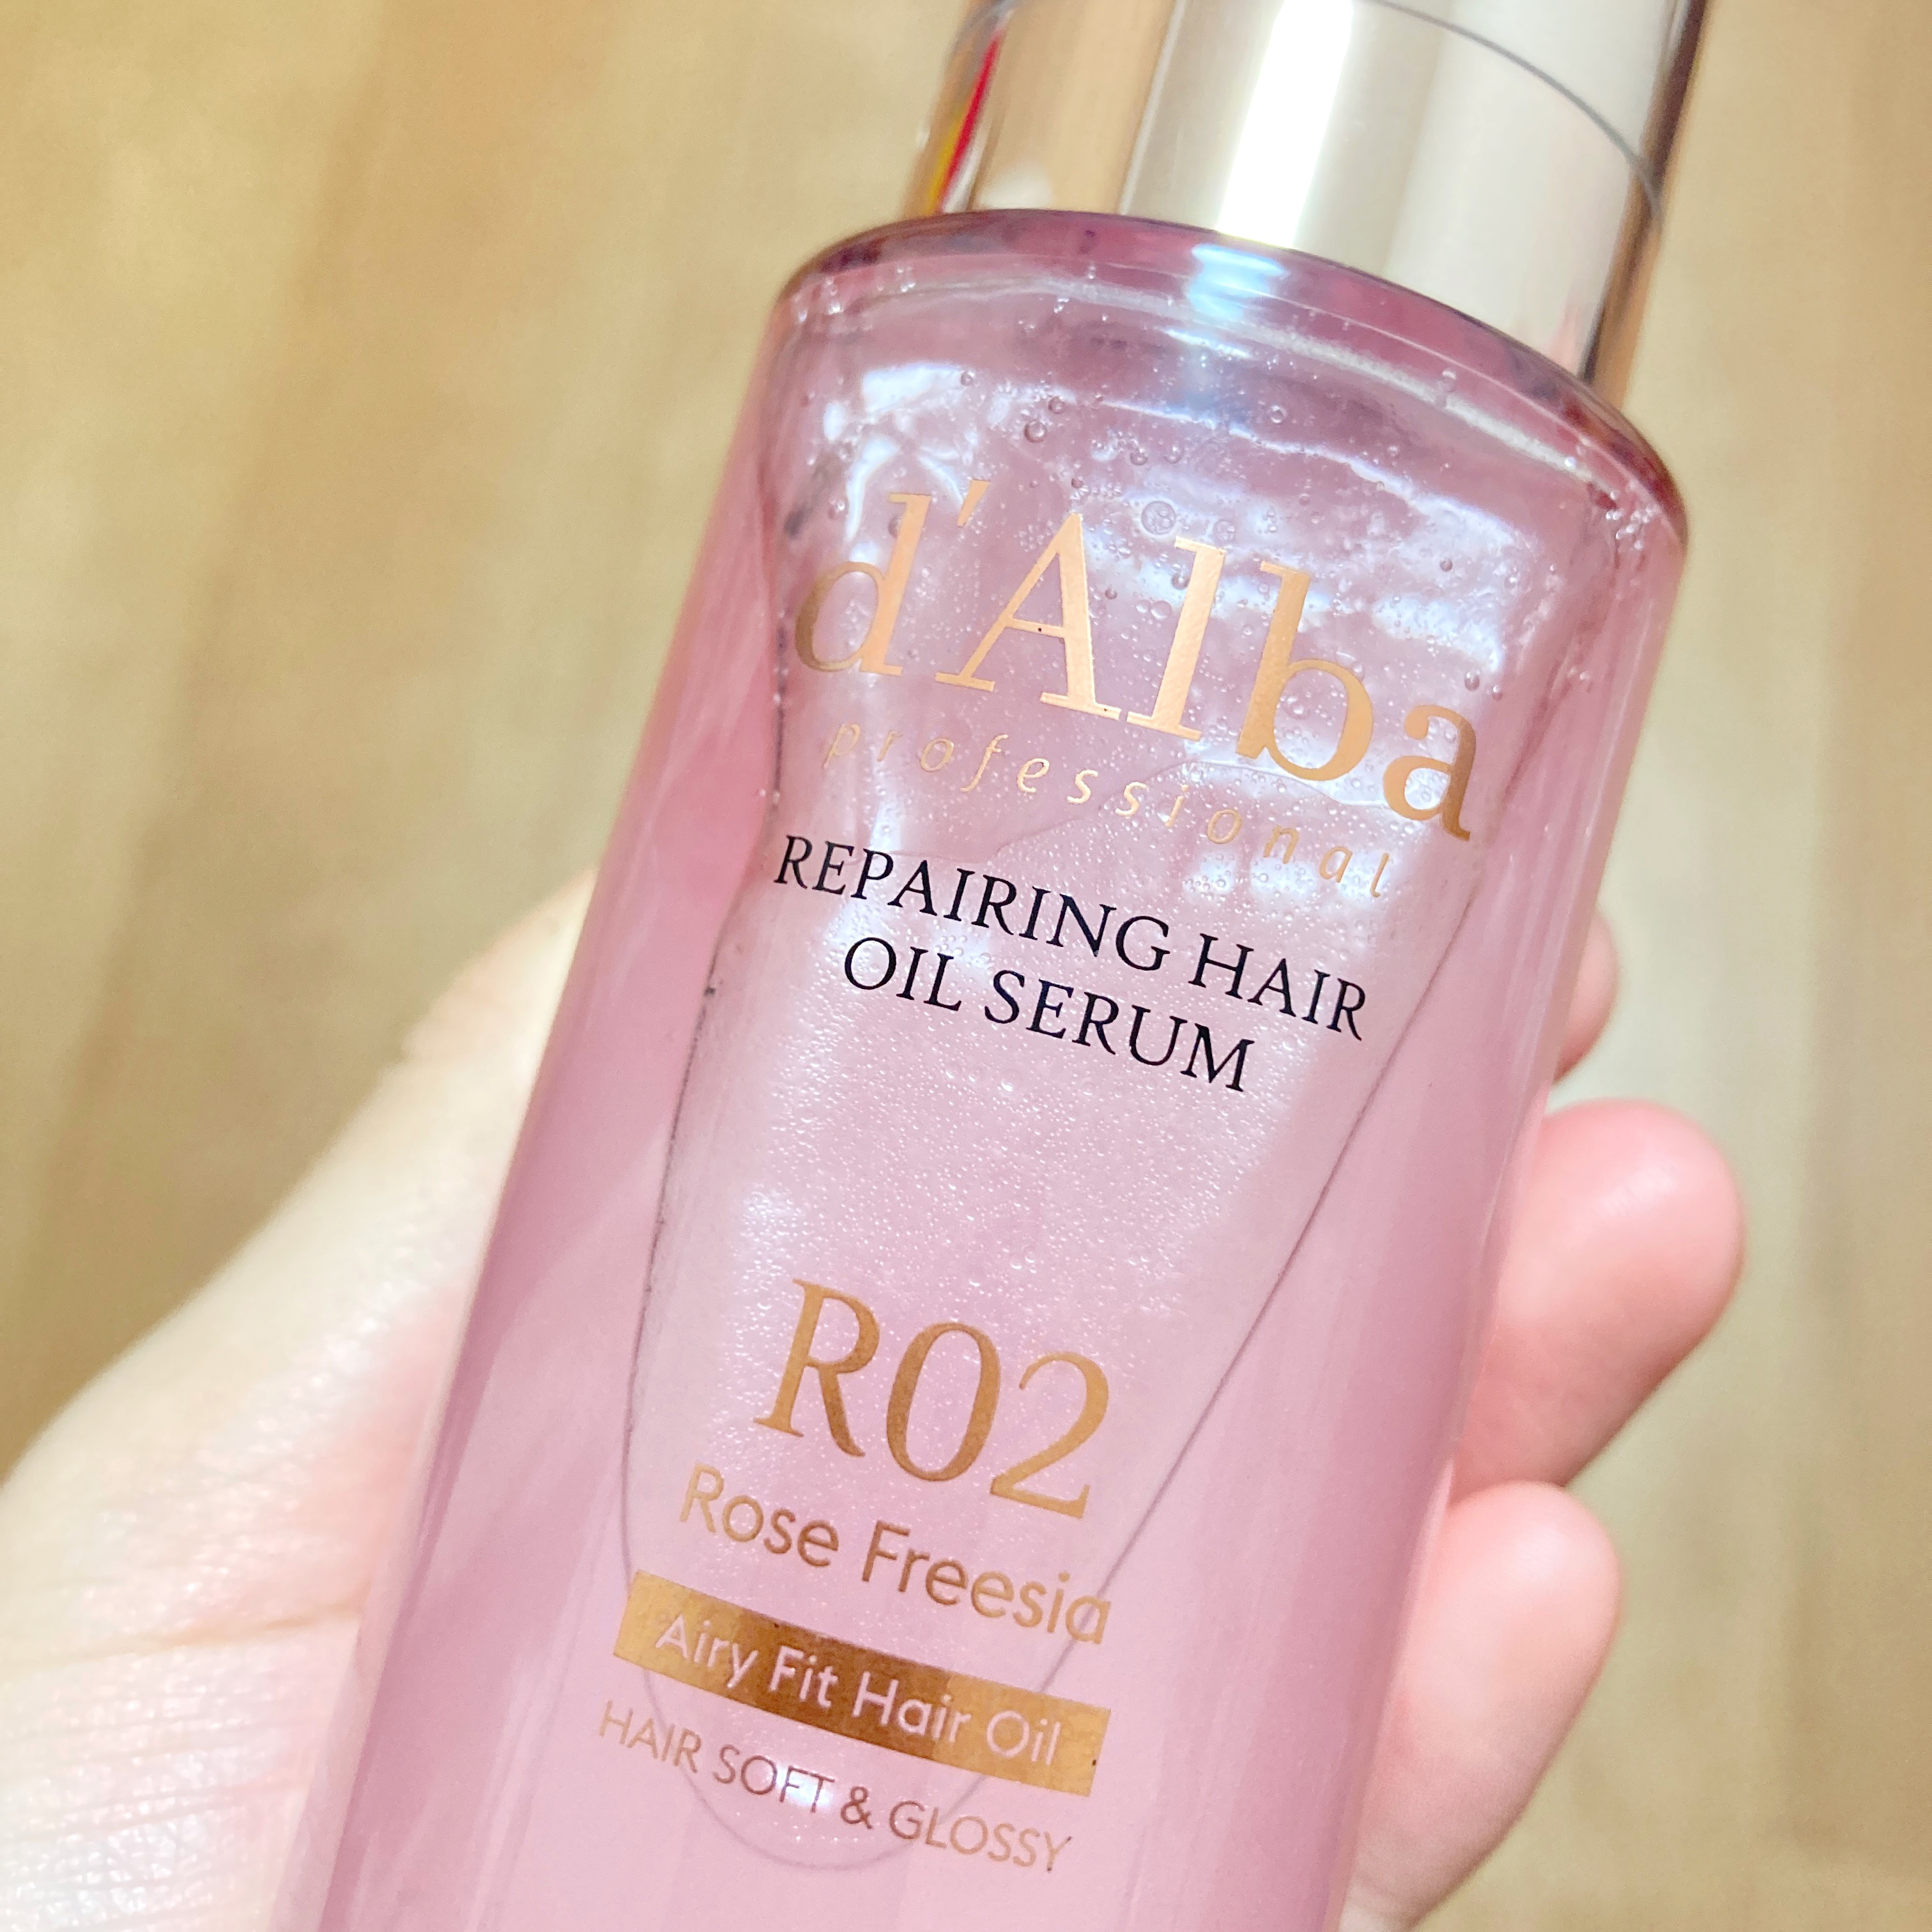 d'Alba
professional
REPAIRING HAIR
OIL SERUM
R02
Rose Freesia
Airy Fit Hair Oil
HAIR SOFT & GLOSSY